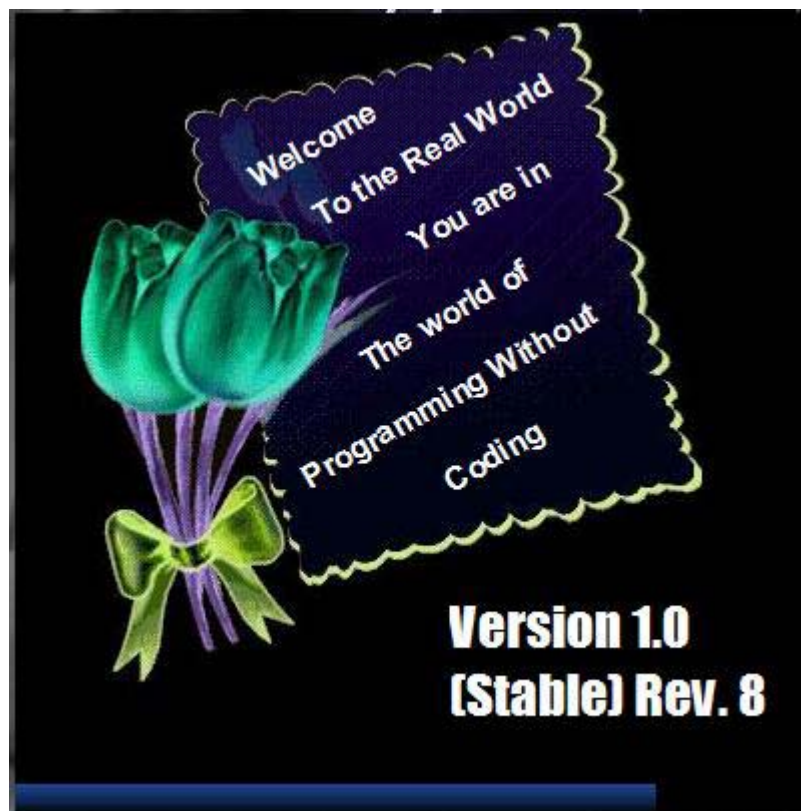 Welcome
To the Real World
You are in
The world of
Programming Without
Coding
Version 1.0
(Stable) Rev. 8